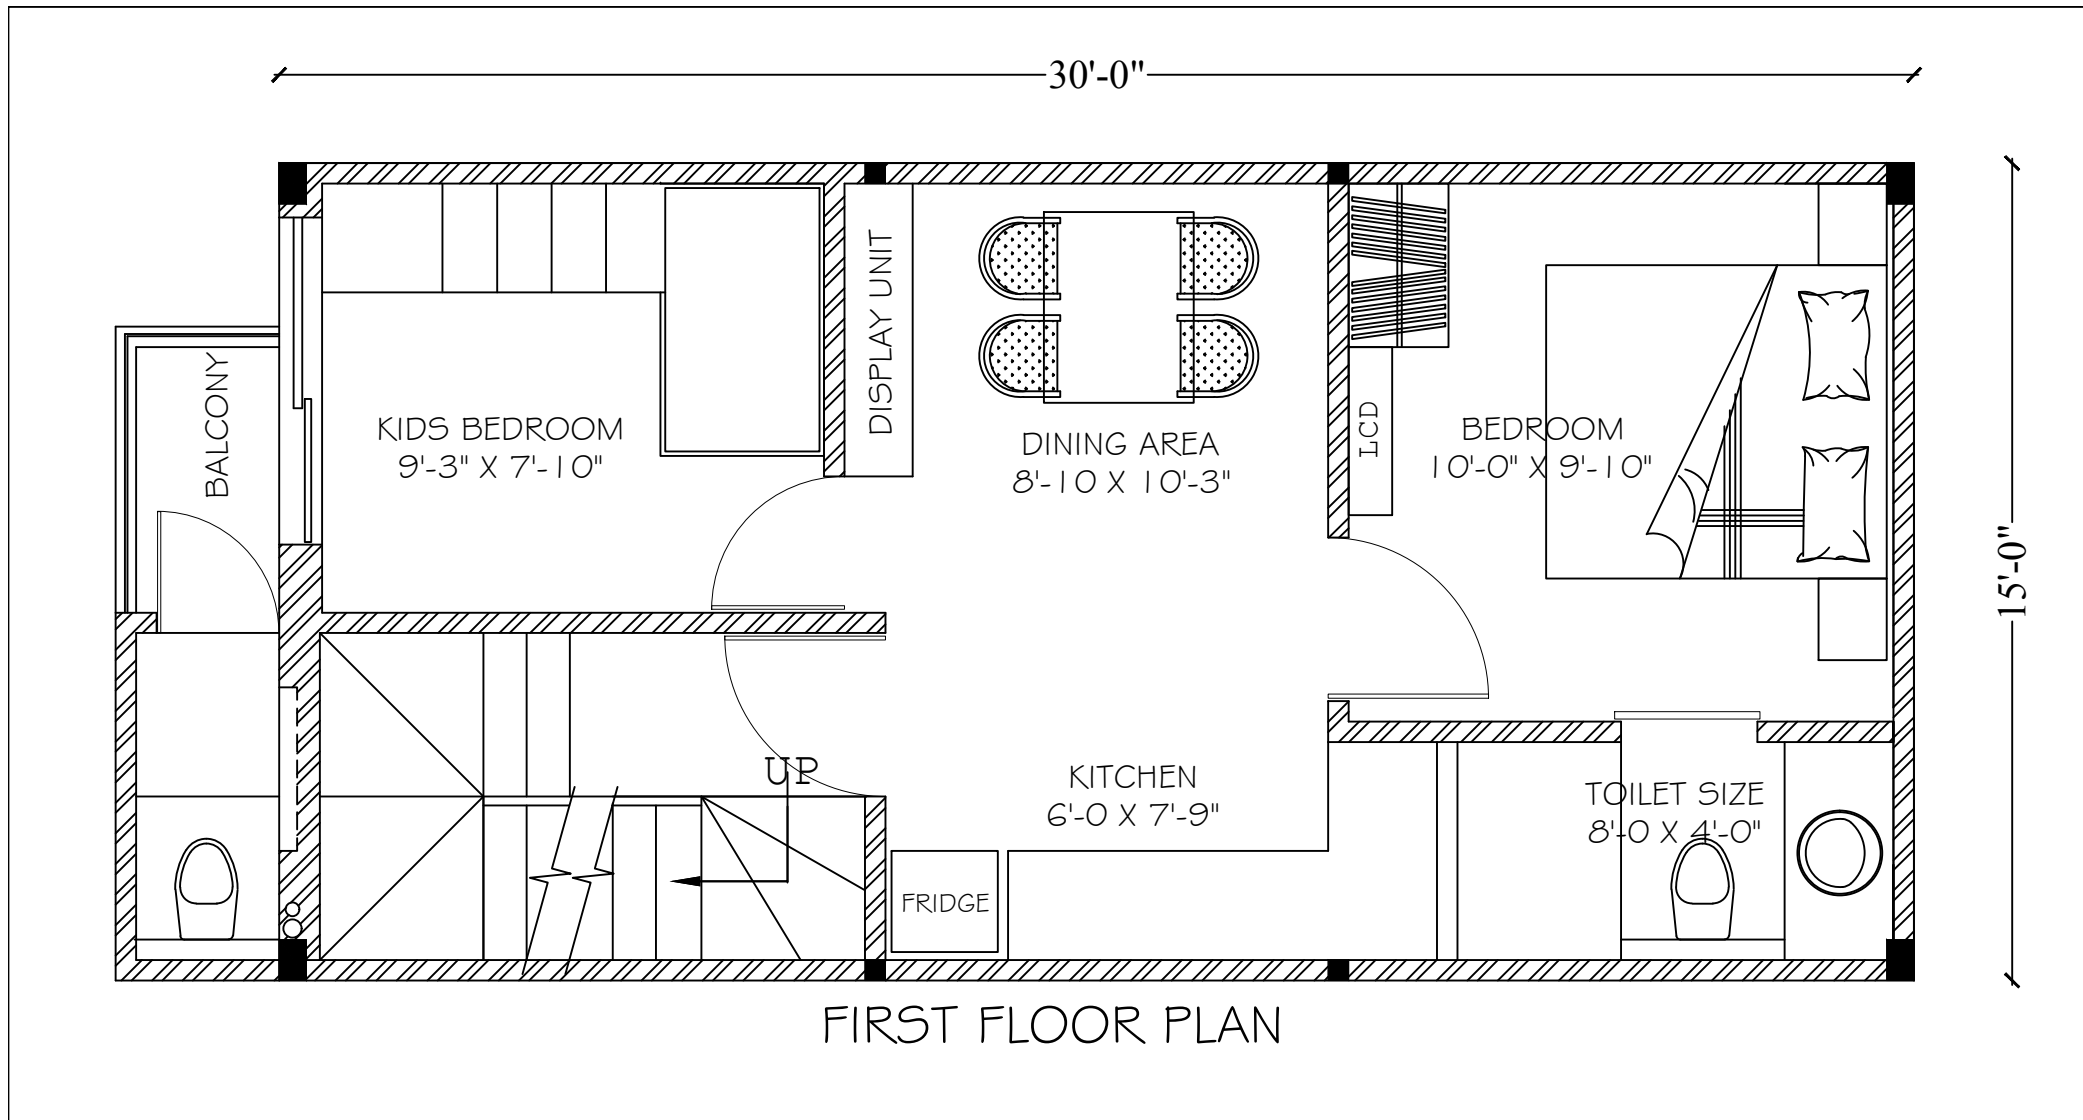 30'-0"
15'-0"
BALCONY
KIDS BEDROOM
9'-3" X 7'-10"
DISPLAY UNIT
DINING AREA
8'-10 X 10'-3"
LCD
BEDROOM
10'-0" X 9'-10"
UP
KITCHEN
6'-0 X 7'-9"
TOILET SIZE
8'-0 X 4'-0"
FRIDGE
FIRST FLOOR PLAN